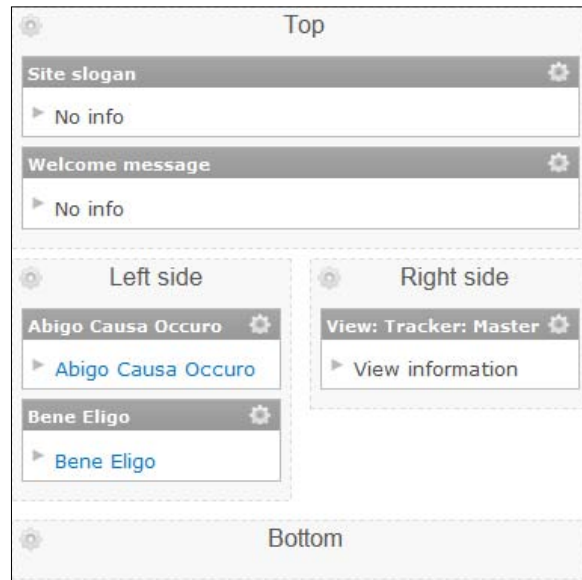 Top
Site slogan
No info
Welcome message
No info
Left side
Abigo Causa Occuro
Abigo Causa Occuro
Bene Eligo
Bene Eligo
Right side
View: Tracker: Master
View information
Bottom